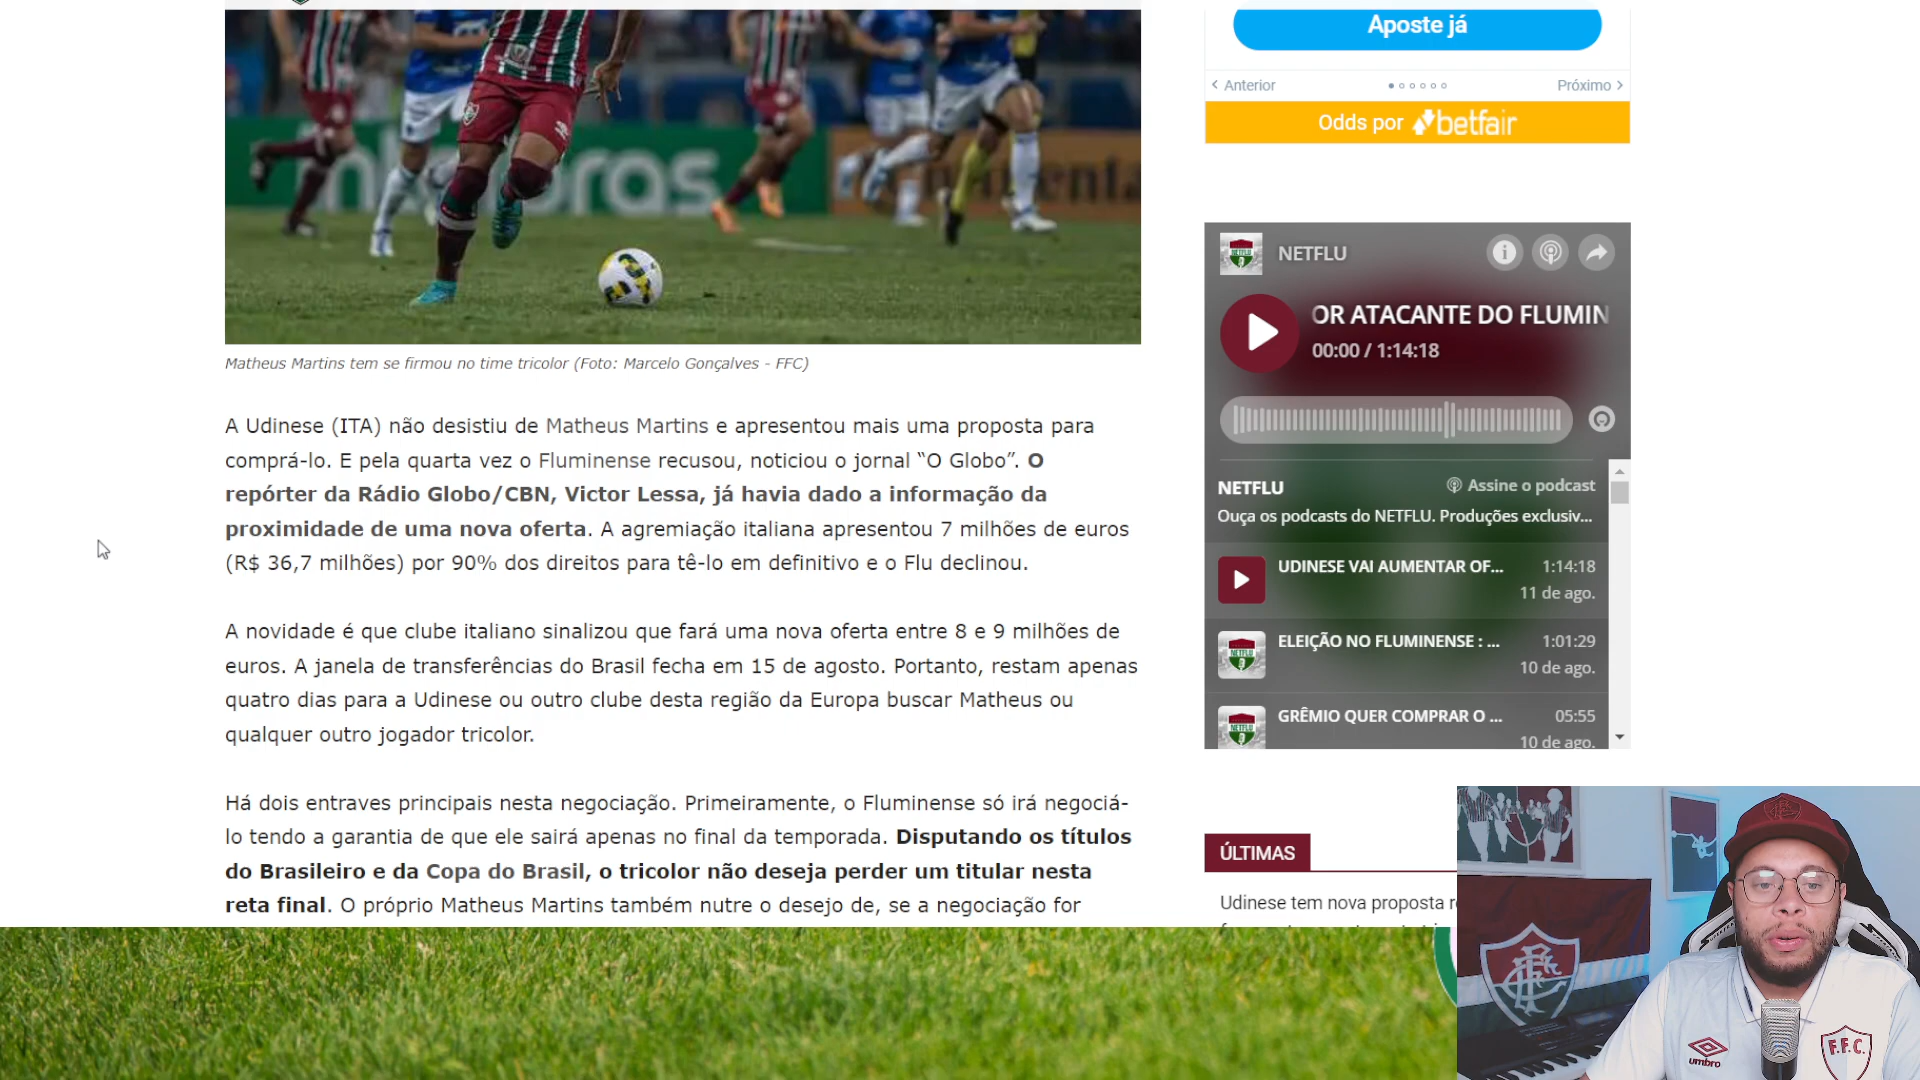 Matheus Martins tem se firmou no time tricolor (Foto: Marcelo Gonçalves - FFC)
A Udinese (ITA) não desistiu de Matheus Martins e apresentou mais uma proposta para
comprá-lo. E pela quarta vez o Fluminense recusou, noticiou o jornal “O Globo”. O
repórter da Rádio Globo/CBN, Victor Lessa, já havia dado a informação da
proximidade de uma nova oferta. A agremiação italiana apresentou 7 milhões de euros
(R$ 36,7 milhões) por 90% dos direitos para tê-lo em definitivo e o Flu declinou.
A novidade é que clube italiano sinalizou que fará uma nova oferta entre 8 e 9 milhões de
euros. A janela de transferências do Brasil fecha em 15 de agosto. Portanto, restam apenas
quatro dias para a Udinese ou outro clube desta região da Europa buscar Matheus ou
qualquer outro jogador tricolor.
Há dois entraves principais nesta negociação. Primeiramente, o Fluminense só irá negociá-
lo tendo a garantia de que ele sairá apenas no final da temporada. Disputando os títulos
do Brasileiro e da Copa do Brasil, o tricolor não deseja perder um titular nesta
reta final. O próprio Matheus Martins também nutre o desejo de, se a negociação for
Aposte já
Anterior
Próximo
Odds por betfair
NETFLU
OR ATACANTE DO FLUMIN
00:00 / 1:14:18
NETFLU
Assine o podcast
Ouça os podcasts do NETFLU. Produções exclusiv...
UDINESE VAI AUMENTAR OF... 1:14:18
11 de ago.
ELEIÇÃO NO FLUMINENSE : ... 1:01:29
10 de ago.
GRÊMIO QUER COMPRAR O ... 05:55
10 de ago.
ÚLTIMAS
Udinese tem nova proposta
umbro
F.F.C.